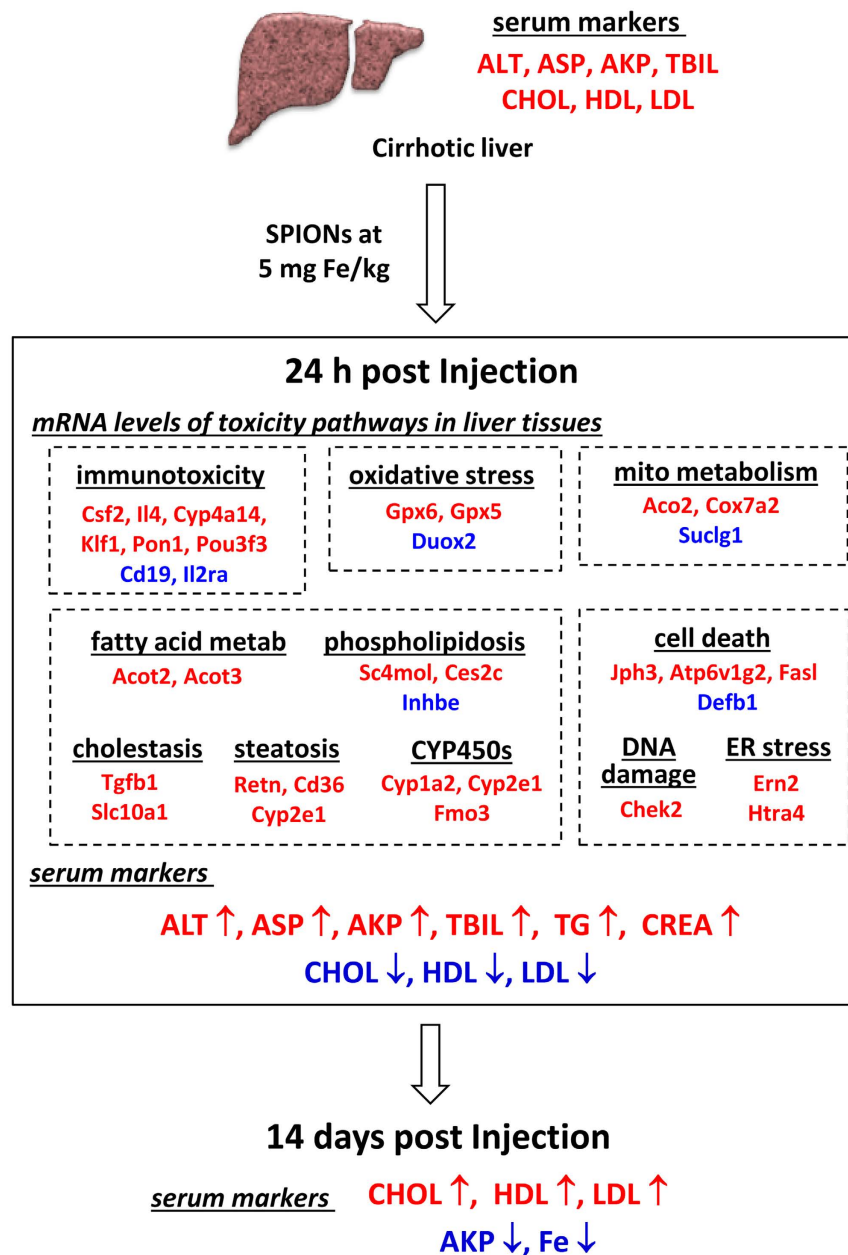 serum markers
ALT, ASP, AKP, TBIL
CHOL, HDL, LDL
Cirrhotic liver
SPIONs at
5 mg Fe/kg
24 h post Injection
mRNA levels of toxicity pathways in liver tissues
immunotoxicity
Csf2, Il4, Cyp4a14,
Klf1, Pon1, Pou3f3
Cd19, Il2ra
oxidative stress
Gpx6, Gpx5
Duox2
mito metabolism
Aco2, Cox7a2
Suclg1
fatty acid metab
Acot2, Acot3
phospholipidosis
Sc4mol, Ces2c
Inhbe
cholestasis
Tgfb1
Slc10a1
steatosis
Retn, Cd36
Cyp2e1
CYP450s
Cyp1a2, Cyp2e1
Fmo3
cell death
Jph3, Atp6v1g2, Fasl
Defb1
DNA
damage
Chek2
ER stress
Ern2
Htra4
serum markers
ALT ↑, ASP ↑, AKP ↑, TBIL ↑, TG ↑, CREA ↑
CHOL ↓, HDL ↓, LDL ↓
14 days post Injection
serum markers CHOL ↑, HDL ↑, LDL ↑
AKP ↓, Fe ↓